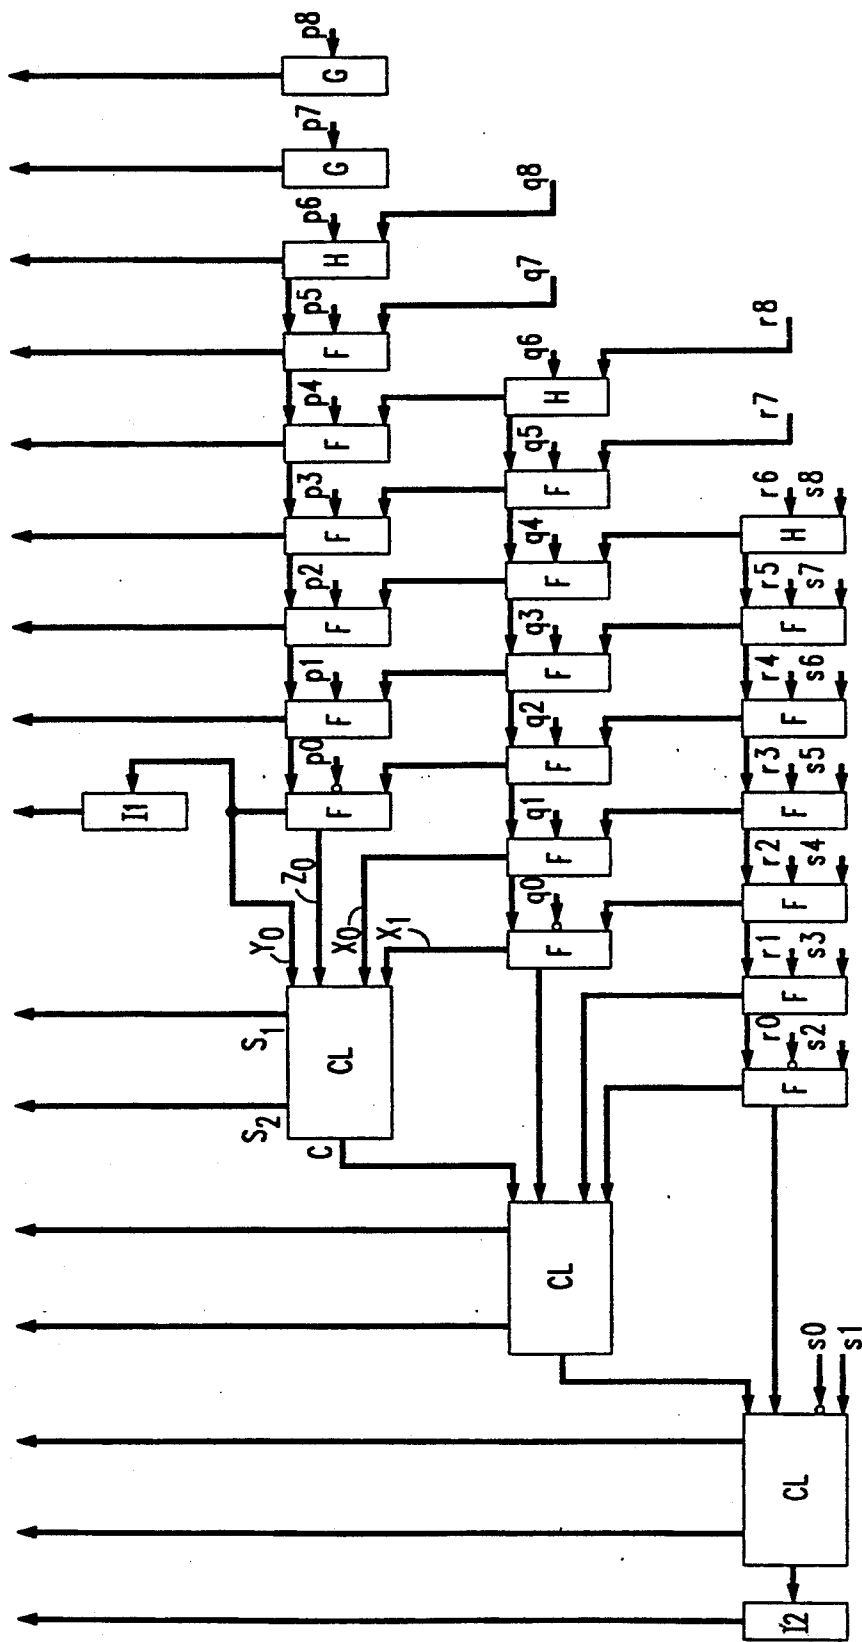 I1
S2 S1 Y0
Z0
C p0 p1 p2 p3 p4 p5 p6 p7 p8
CL F F F F F F H G G
X0
X1
q0 q1 q2 q3 q4 q5 q6 q7 q8
CL F F F F F F H
r0 r1 r2 r3 r4 r5 r6 r7 r8
I2 CL F F F F F F H
s0 s2 s3 s4 s5 s6 s7 s8
s1